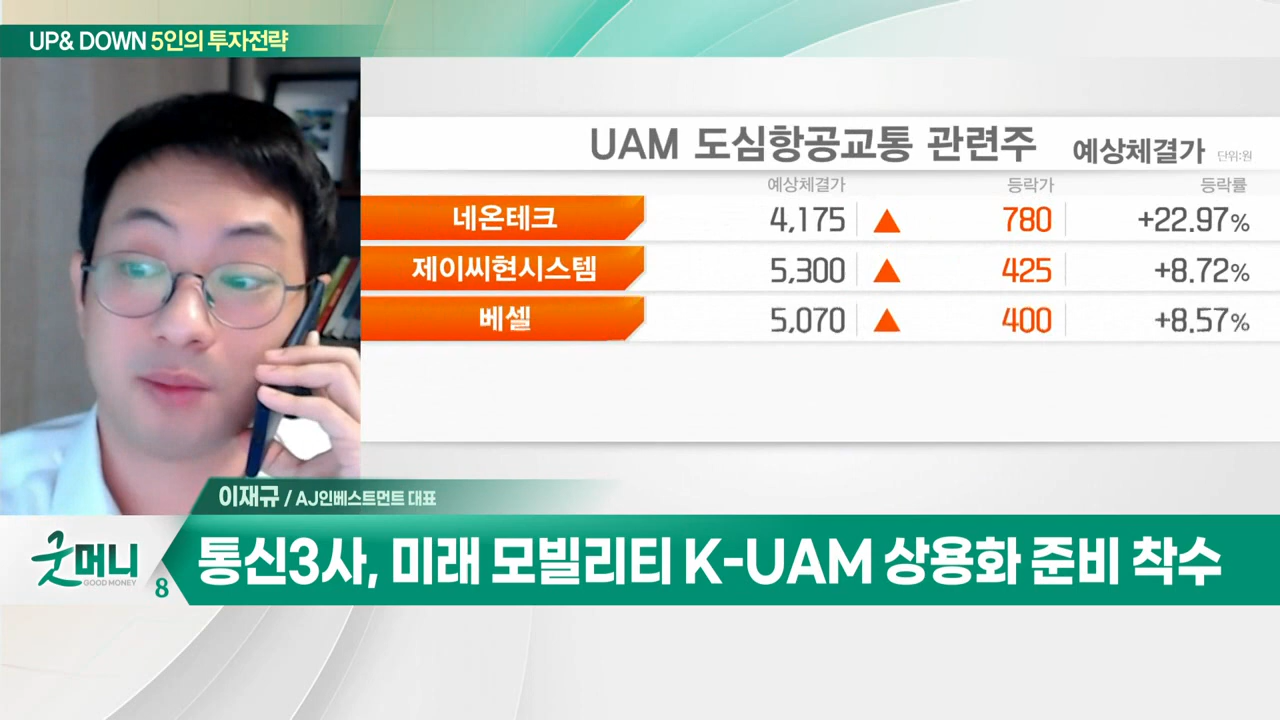 UP& DOWN 5인의 투자전략
UAM 도심항공교통 관련주 예상체결가 단위:원
예상체결가 등락가 등락률
네온테크 4,175 ▲ 780 +22.97%
제이씨현시스템 5,300 ▲ 425 +8.72%
베셀 5,070 ▲ 400 +8.57%
이재규 / AJ인베스트먼트 대표
굿머니
GOOD MONEY
8
통신3사, 미래 모빌리티 K-UAM 상용화 준비 착수